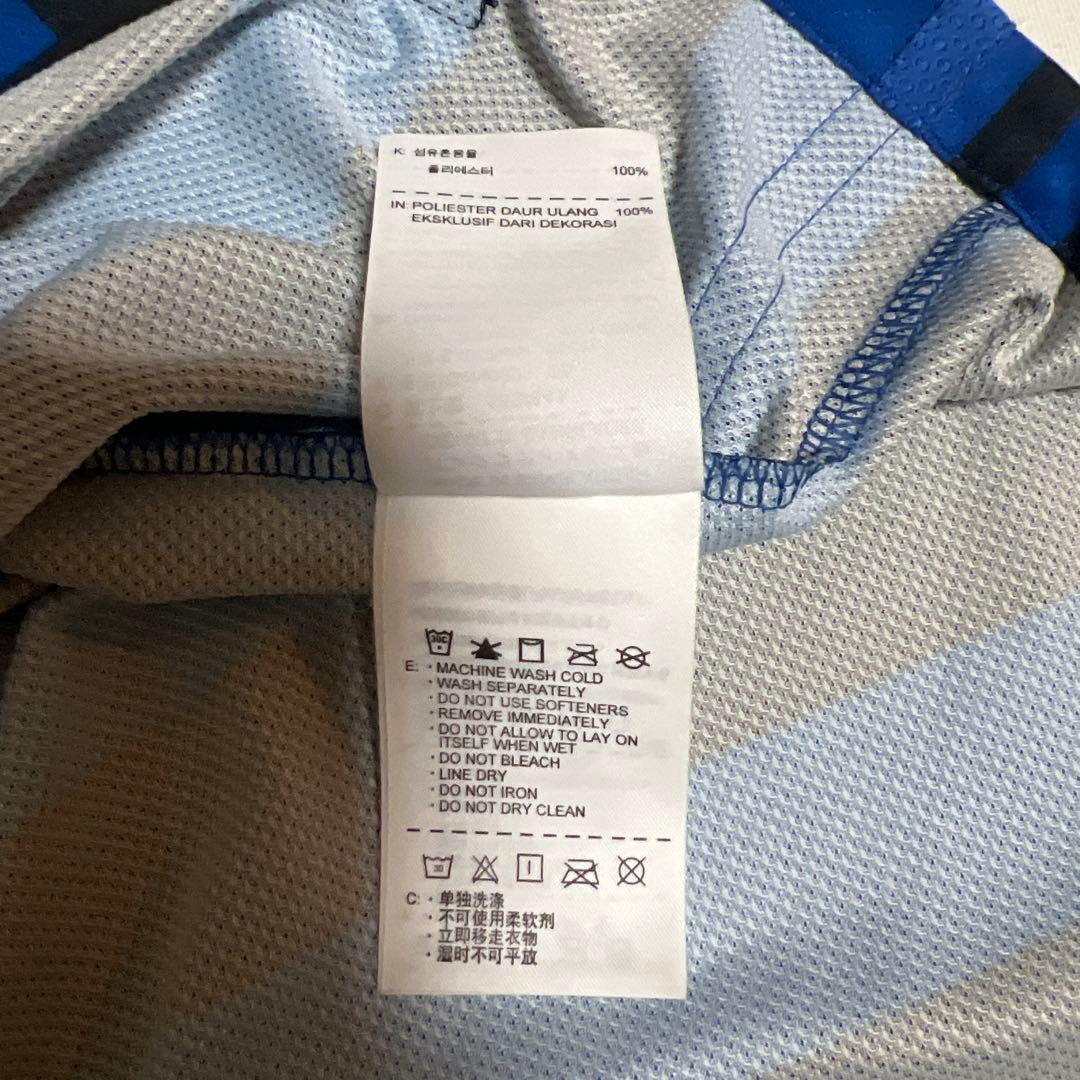 K: 섬유혼용율
폴리에스터 100%
IN: POLIESTER DAUR ULANG 100%
EKSKLUSIF DARI DEKORASI
30C
E: · MACHINE WASH COLD
· WASH SEPARATELY
· DO NOT USE SOFTENERS
· REMOVE IMMEDIATELY
· DO NOT ALLOW TO LAY ON
ITSELF WHEN WET
· DO NOT BLEACH
· LINE DRY
· DO NOT IRON
· DO NOT DRY CLEAN
30
C: · 单独洗涤
· 不可使用柔软剂
· 立即移走衣物
· 湿时不可平放